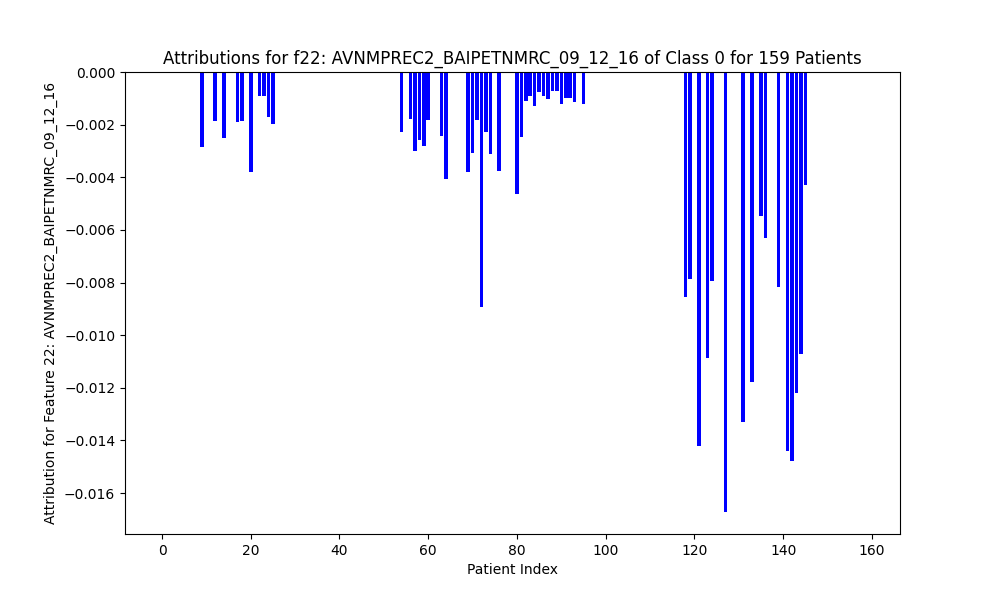 Attributions for f22: AVNMPREC2_BAIPETNMRC_09_12_16 of Class 0 for 159 Patients
Attribution for Feature 22: AVNMPREC2_BAIPETNMRC_09_12_16
0.000
−0.002
−0.004
−0.006
−0.008
−0.010
−0.012
−0.014
−0.016
0 20 40 60 80 100 120 140 160
Patient Index